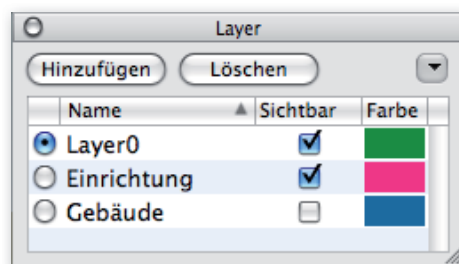 Layer
Hinzufügen Löschen
Name Sichtbar Farbe
Layer0
Einrichtung
Gebäude